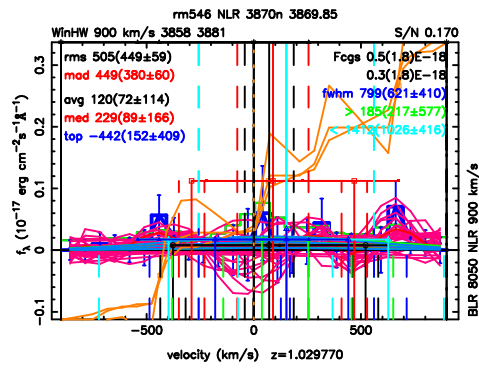 rm546 NLR 3870n 3869.85
WinHW 900 km/s 3858 3881 S/N 0.170
rms 505(449±59) Fcgs 0.5(1.8)E-18
mad 449(380±60) 0.3(1.8)E-18
avg 120(72±114) fwhm 799(621±410)
med 229(89±166) > 185(217±577)
top -442(152±409) < 1412(1026±416)
0.3
0.2
0.1
0
-0.1
fλ (10⁻¹⁷ erg cm⁻²s⁻¹Å⁻¹)
BLR 8050 NLR 900 km/s
-500 0 500
velocity (km/s) z=1.029770